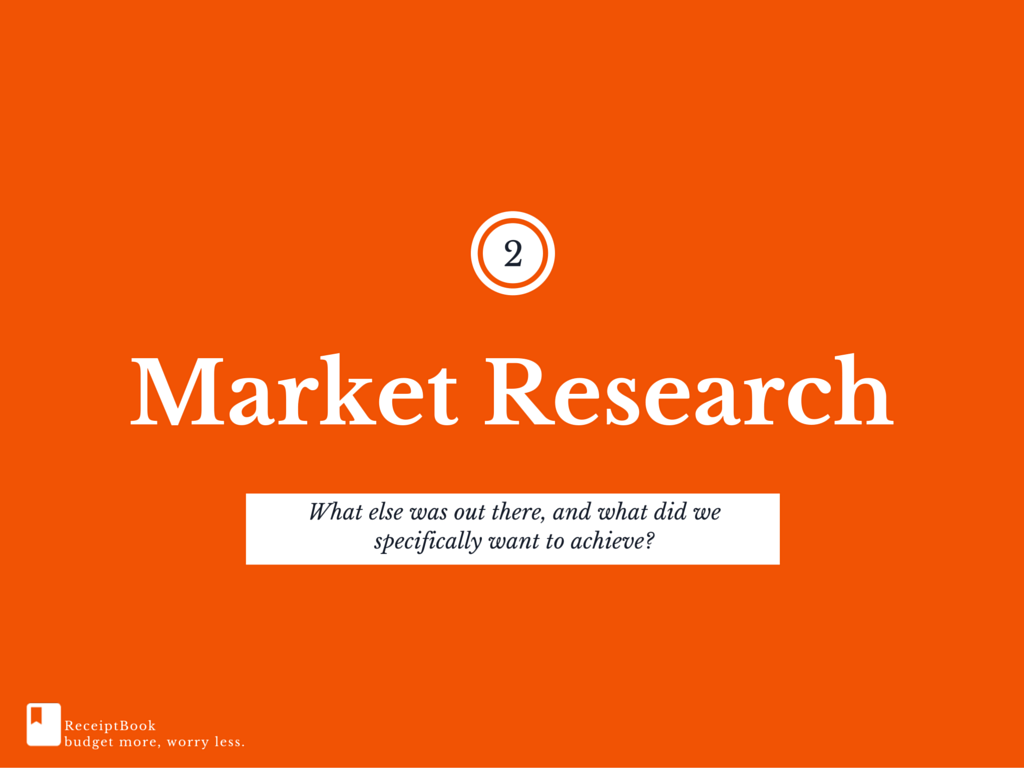 2
Market Research
What else was out there, and what did we
specifically want to achieve?
ReceiptBook
budget more, worry less.